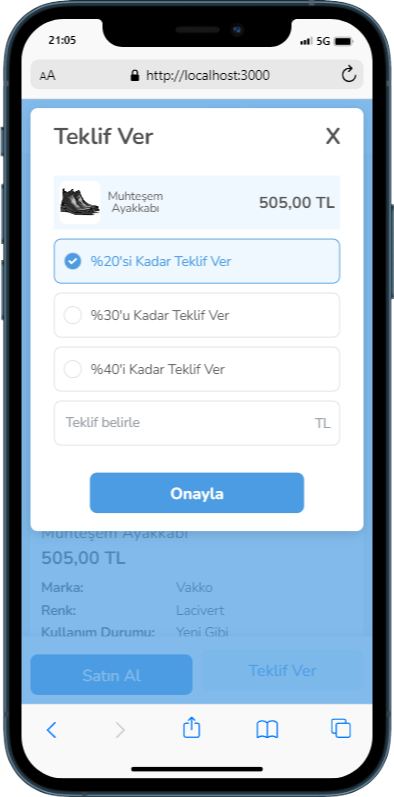 21:05
5G
AA
http://localhost:3000
Teklif Ver
X
Muhteşem
Ayakkabı
505,00 TL
%20'si Kadar Teklif Ver
%30'u Kadar Teklif Ver
%40'i Kadar Teklif Ver
Teklif belirle
TL
Onayla
Muhteşem Ayakkabı
505,00 TL
Marka:
Vakko
Renk:
Lacivert
Kullanım Durumu:
Yeni Gibi
Satın Al
Teklif Ver